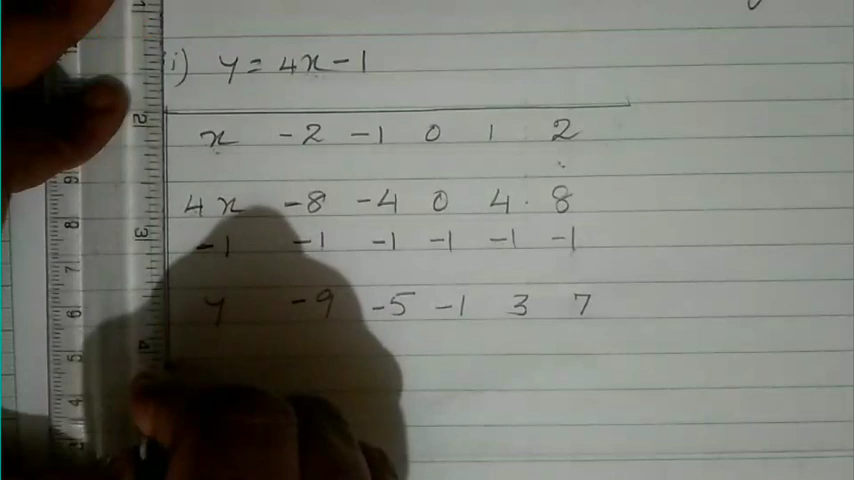 i) y = 4x - 1
x -2 -1 0 1 2
4x -8 -4 0 4 8
-1 -1 -1 -1 -1 -1
y -9 -5 -1 3 7